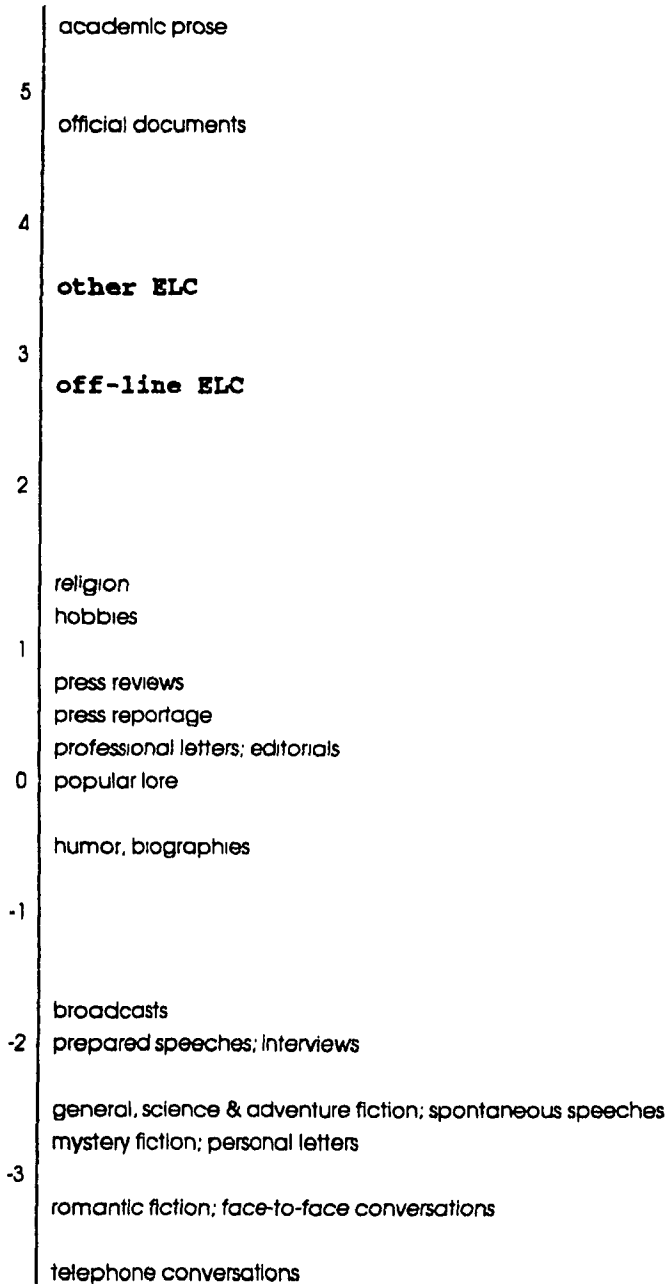 academic prose
5
official documents
4
other ELC
3
off-line ELC
2
religion
hobbies
1
press reviews
press reportage
professional letters; editorials
0 popular lore
humor, biographies
-1
broadcasts
-2 prepared speeches; interviews
general, science & adventure fiction; spontaneous speeches
mystery fiction; personal letters
-3
romantic fiction; face-to-face conversations
telephone conversations